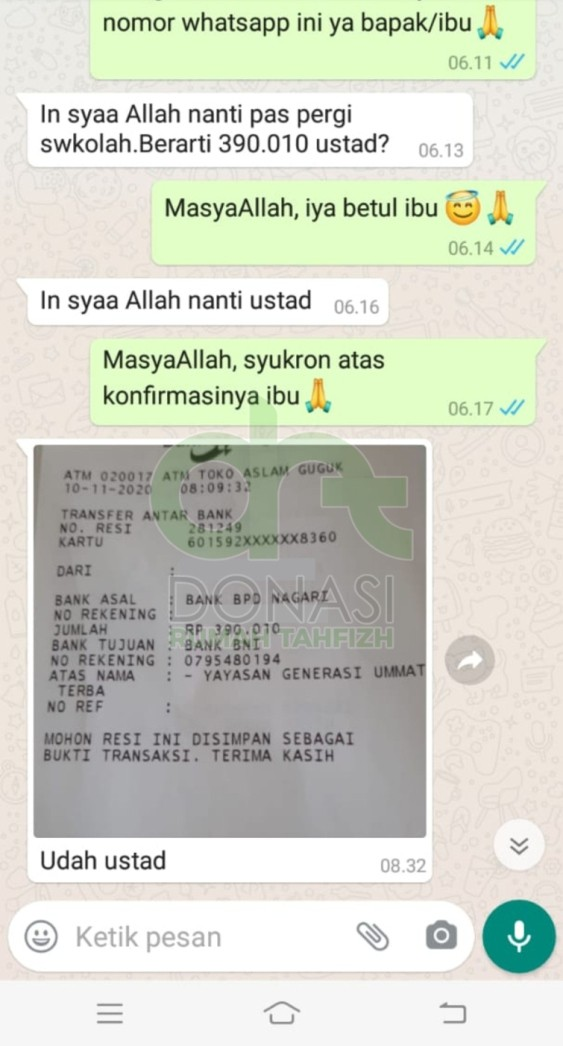 nomor whatsapp ini ya bapak/ibu 🙏
06.11
In syaa Allah nanti pas pergi
swkolah.Berarti 390.010 ustad?
06.13
MasyaAllah, iya betul ibu 😇 🙏
06.14
In syaa Allah nanti ustad
06.16
MasyaAllah, syukron atas
konfirmasinya ibu 🙏
06.17
ATM 020017 ATM TOKO ASLAM GUGUK
10-11-2020 08:09:32
TRANSFER ANTAR BANK
NO. RESI 281249
KARTU 601592XXXXXX8360
DARI :
BANK ASAL : BANK BPD NAGARI
NO REKENING :
JUMLAH : RP 390.010
BANK TUJUAN : BANK BNI
NO REKENING : 0795480194
ATAS NAMA : - YAYASAN GENERASI UMMAT
TERBA
NO REF :
MOHON RESI INI DISIMPAN SEBAGAI
BUKTI TRANSAKSI. TERIMA KASIH
drt
DONASI
RUMAH TAHFIZH
Udah ustad
08.32
Ketik pesan